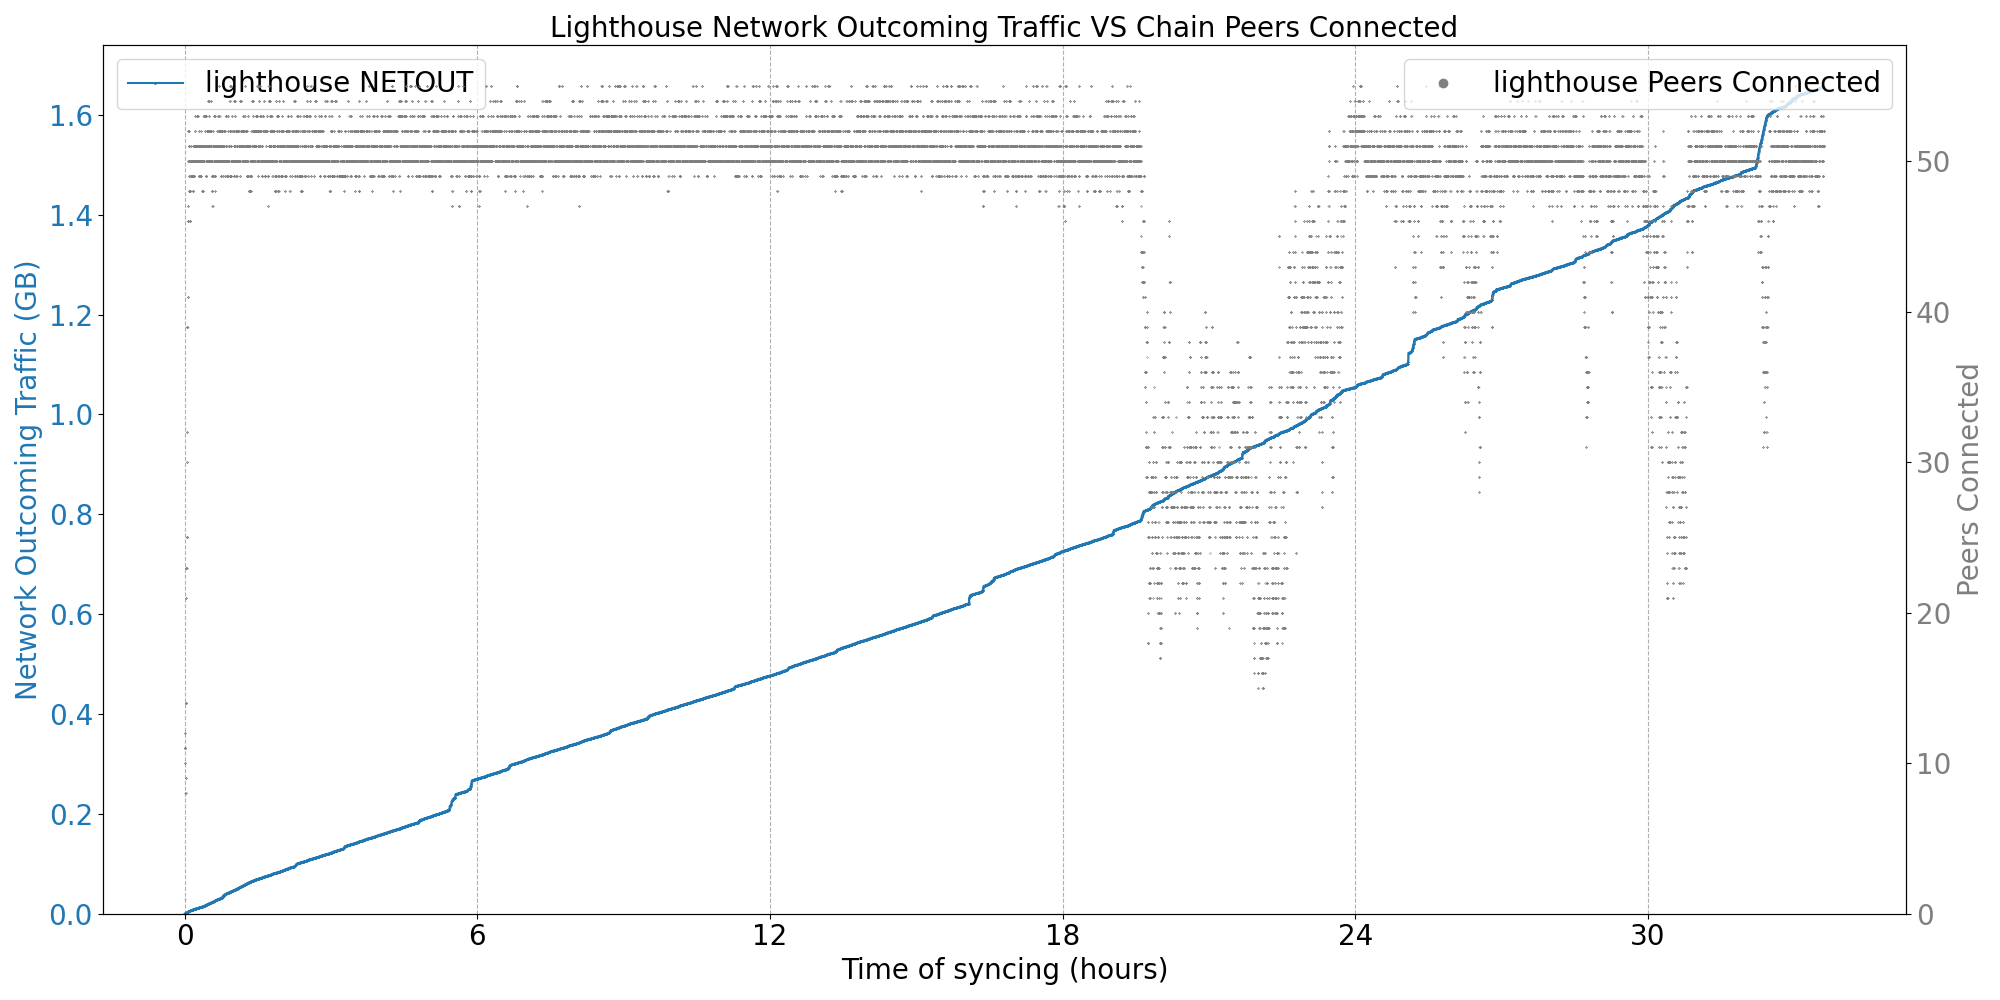 Lighthouse Network Outcoming Traffic VS Chain Peers Connected
lighthouse NETOUT
lighthouse Peers Connected
Network Outcoming Traffic (GB)
1.6
1.4
1.2
1.0
0.8
0.6
0.4
0.2
0.0
50
40
30
20
10
0
Peers Connected
0 6 12 18 24 30
Time of syncing (hours)